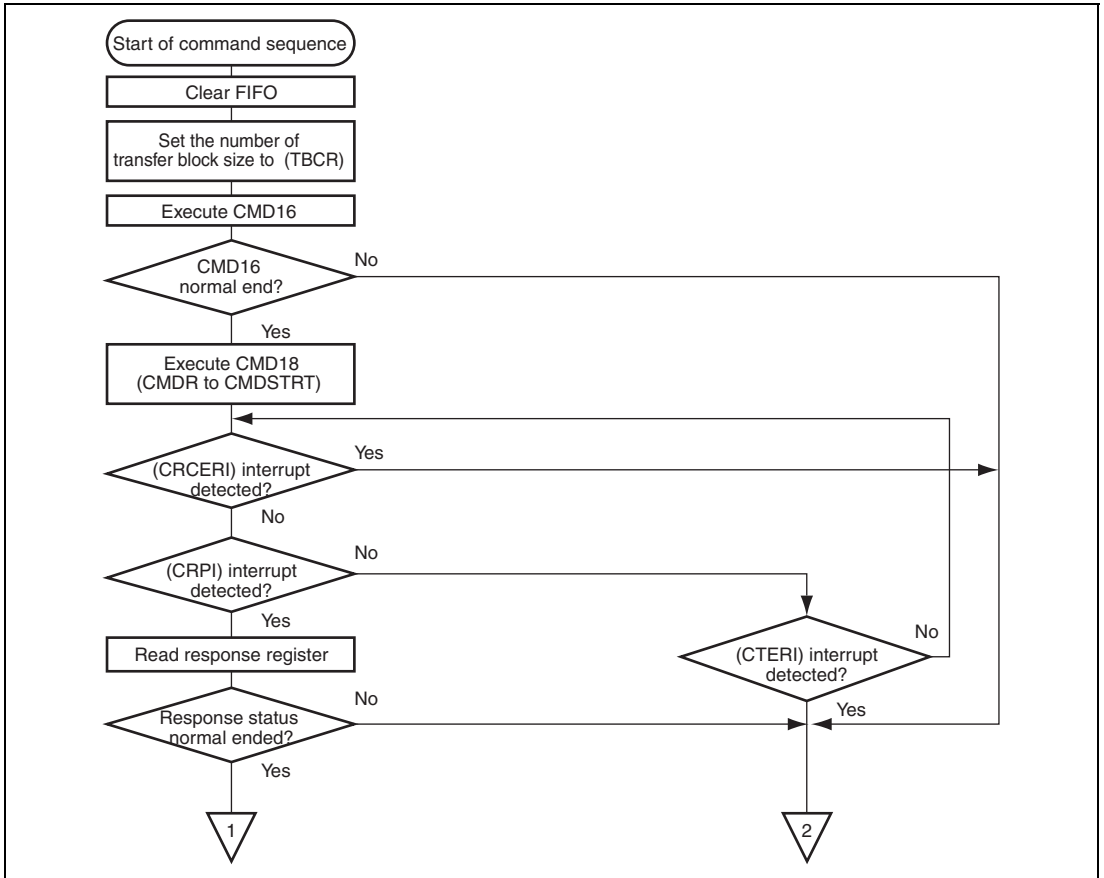 Start of command sequence
Clear FIFO
Set the number of
transfer block size to (TBCR)
Execute CMD16
CMD16
normal end?
No
Yes
Execute CMD18
(CMDR to CMDSTRT)
(CRCERI) interrupt
detected?
Yes
No
(CRPI) interrupt
detected?
No
Yes
Read response register
(CTERI) interrupt
detected?
No
Yes
Response status
normal ended?
No
Yes
1
2